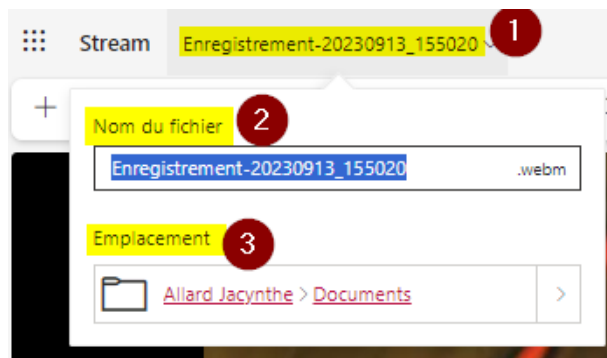 Stream Enregistrement-20230913_155020 1
Nom du fichier 2
Enregistrement-20230913_155020 .webm
Emplacement 3
Allard Jacynthe > Documents >